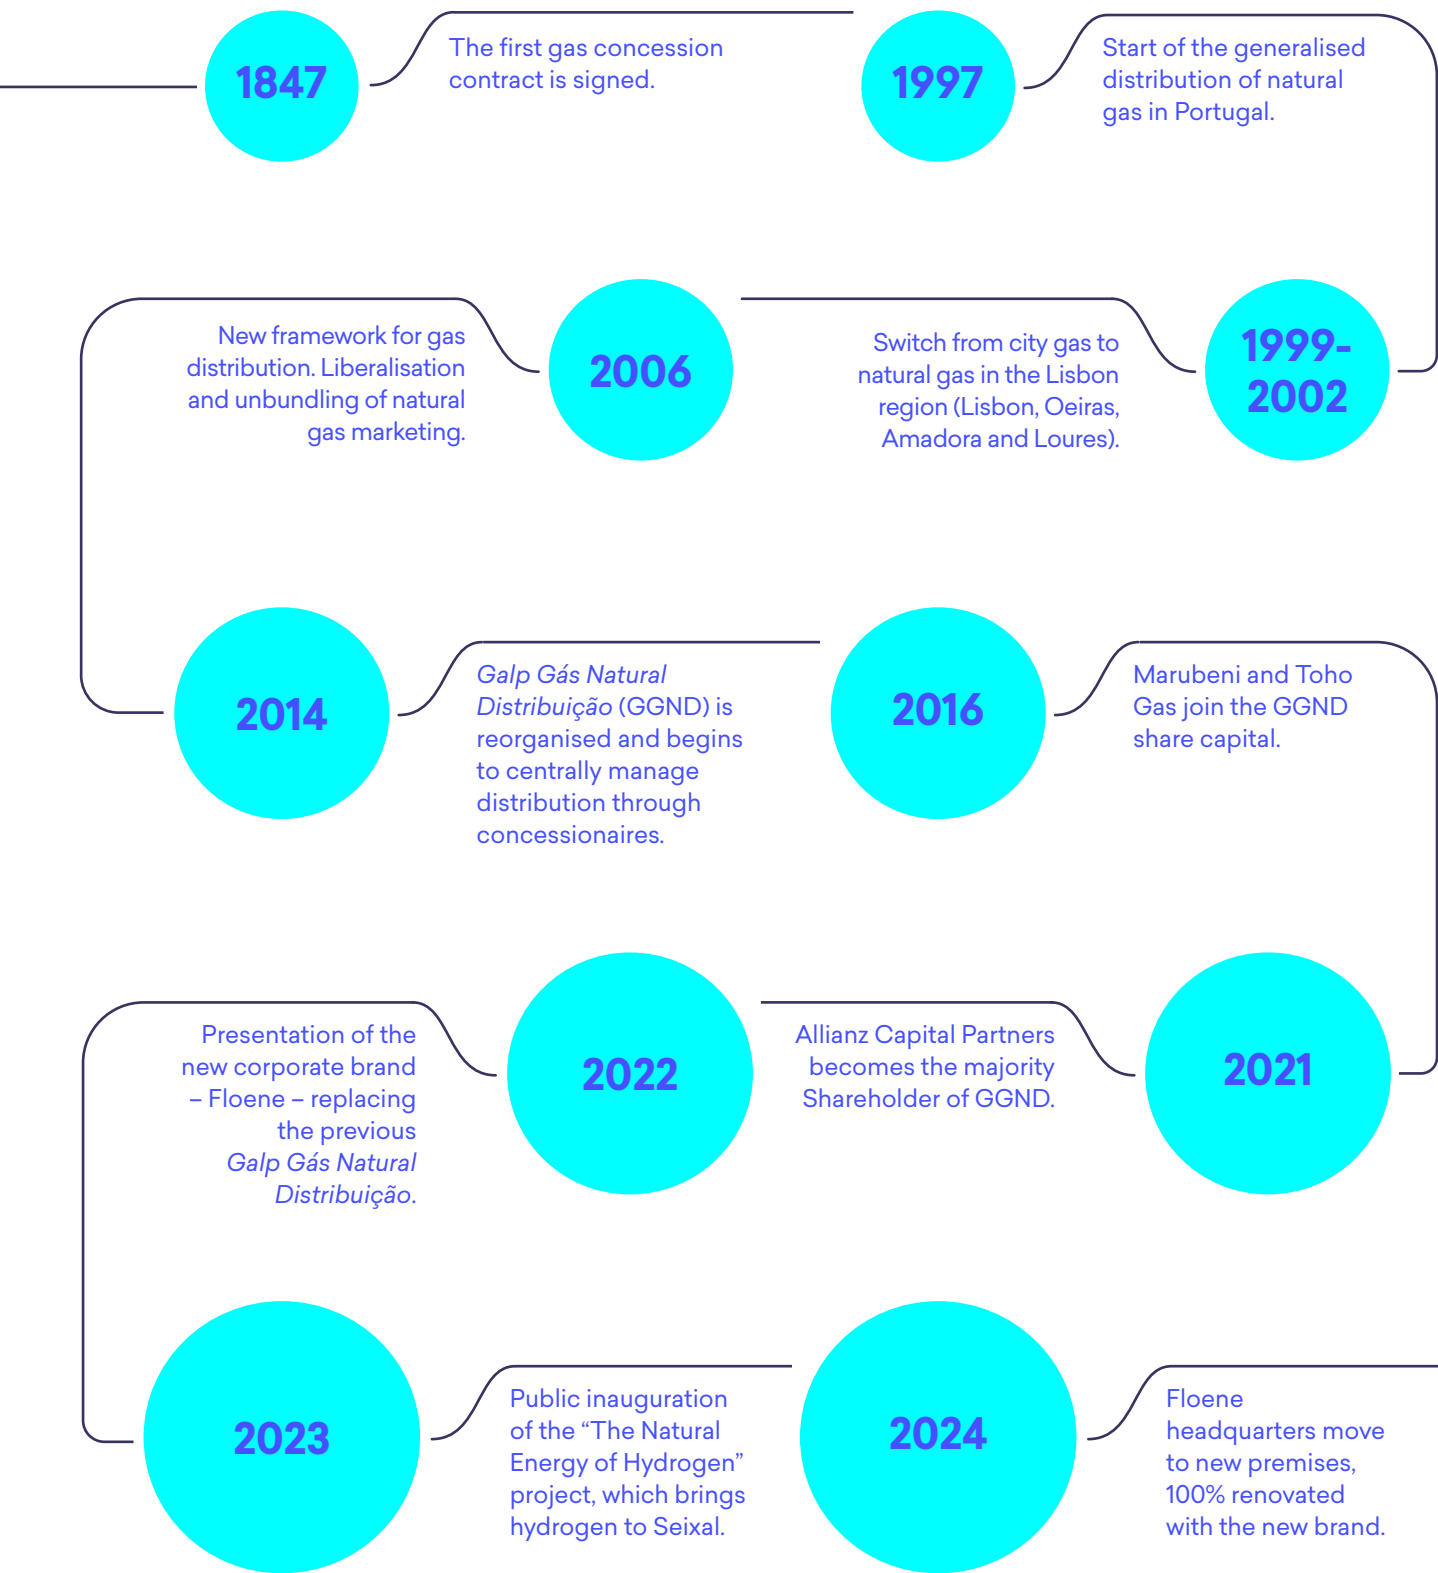 1847
The first gas concession
contract is signed.
1997
Start of the generalised
distribution of natural
gas in Portugal.
1999-
2002
Switch from city gas to
natural gas in the Lisbon
region (Lisbon, Oeiras,
Amadora and Loures).
2006
New framework for gas
distribution. Liberalisation
and unbundling of natural
gas marketing.
2014
Galp Gás Natural
Distribuição (GGND) is
reorganised and begins
to centrally manage
distribution through
concessionaires.
2016
Marubeni and Toho
Gas join the GGND
share capital.
2021
Allianz Capital Partners
becomes the majority
Shareholder of GGND.
2022
Presentation of the
new corporate brand
– Floene – replacing
the previous
Galp Gás Natural
Distribuição.
2023
Public inauguration
of the “The Natural
Energy of Hydrogen”
project, which brings
hydrogen to Seixal.
2024
Floene
headquarters move
to new premises,
100% renovated
with the new brand.